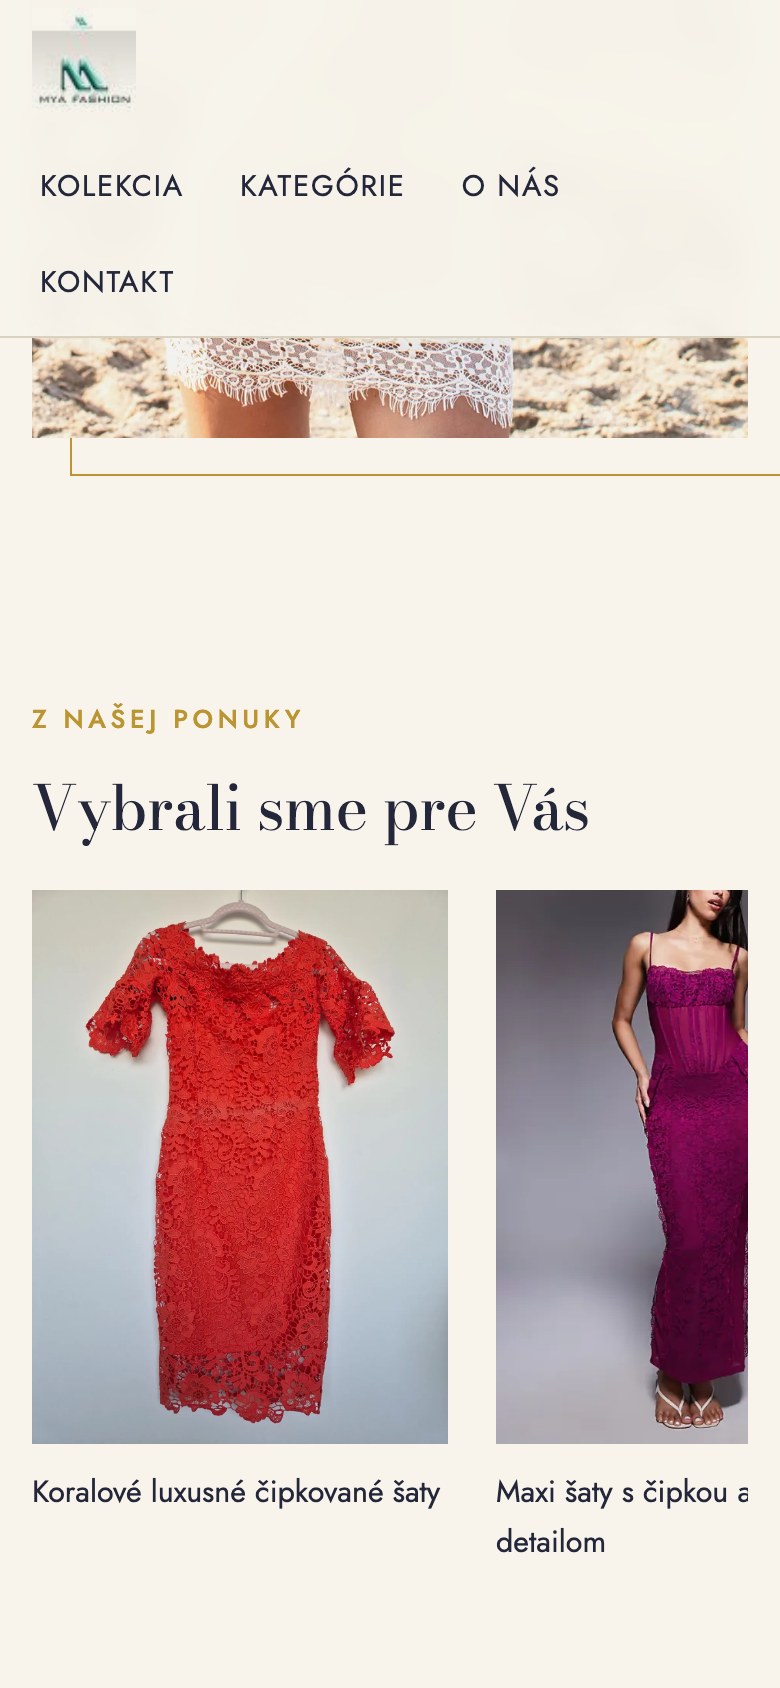 MYA FASHION
KOLEKCIA KATEGÓRIE O NÁS
KONTAKT
Z NAŠEJ PONUKY
Vybrali sme pre Vás
Koralové luxusné čipkované šaty
Maxi šaty s čipkou a
detailom